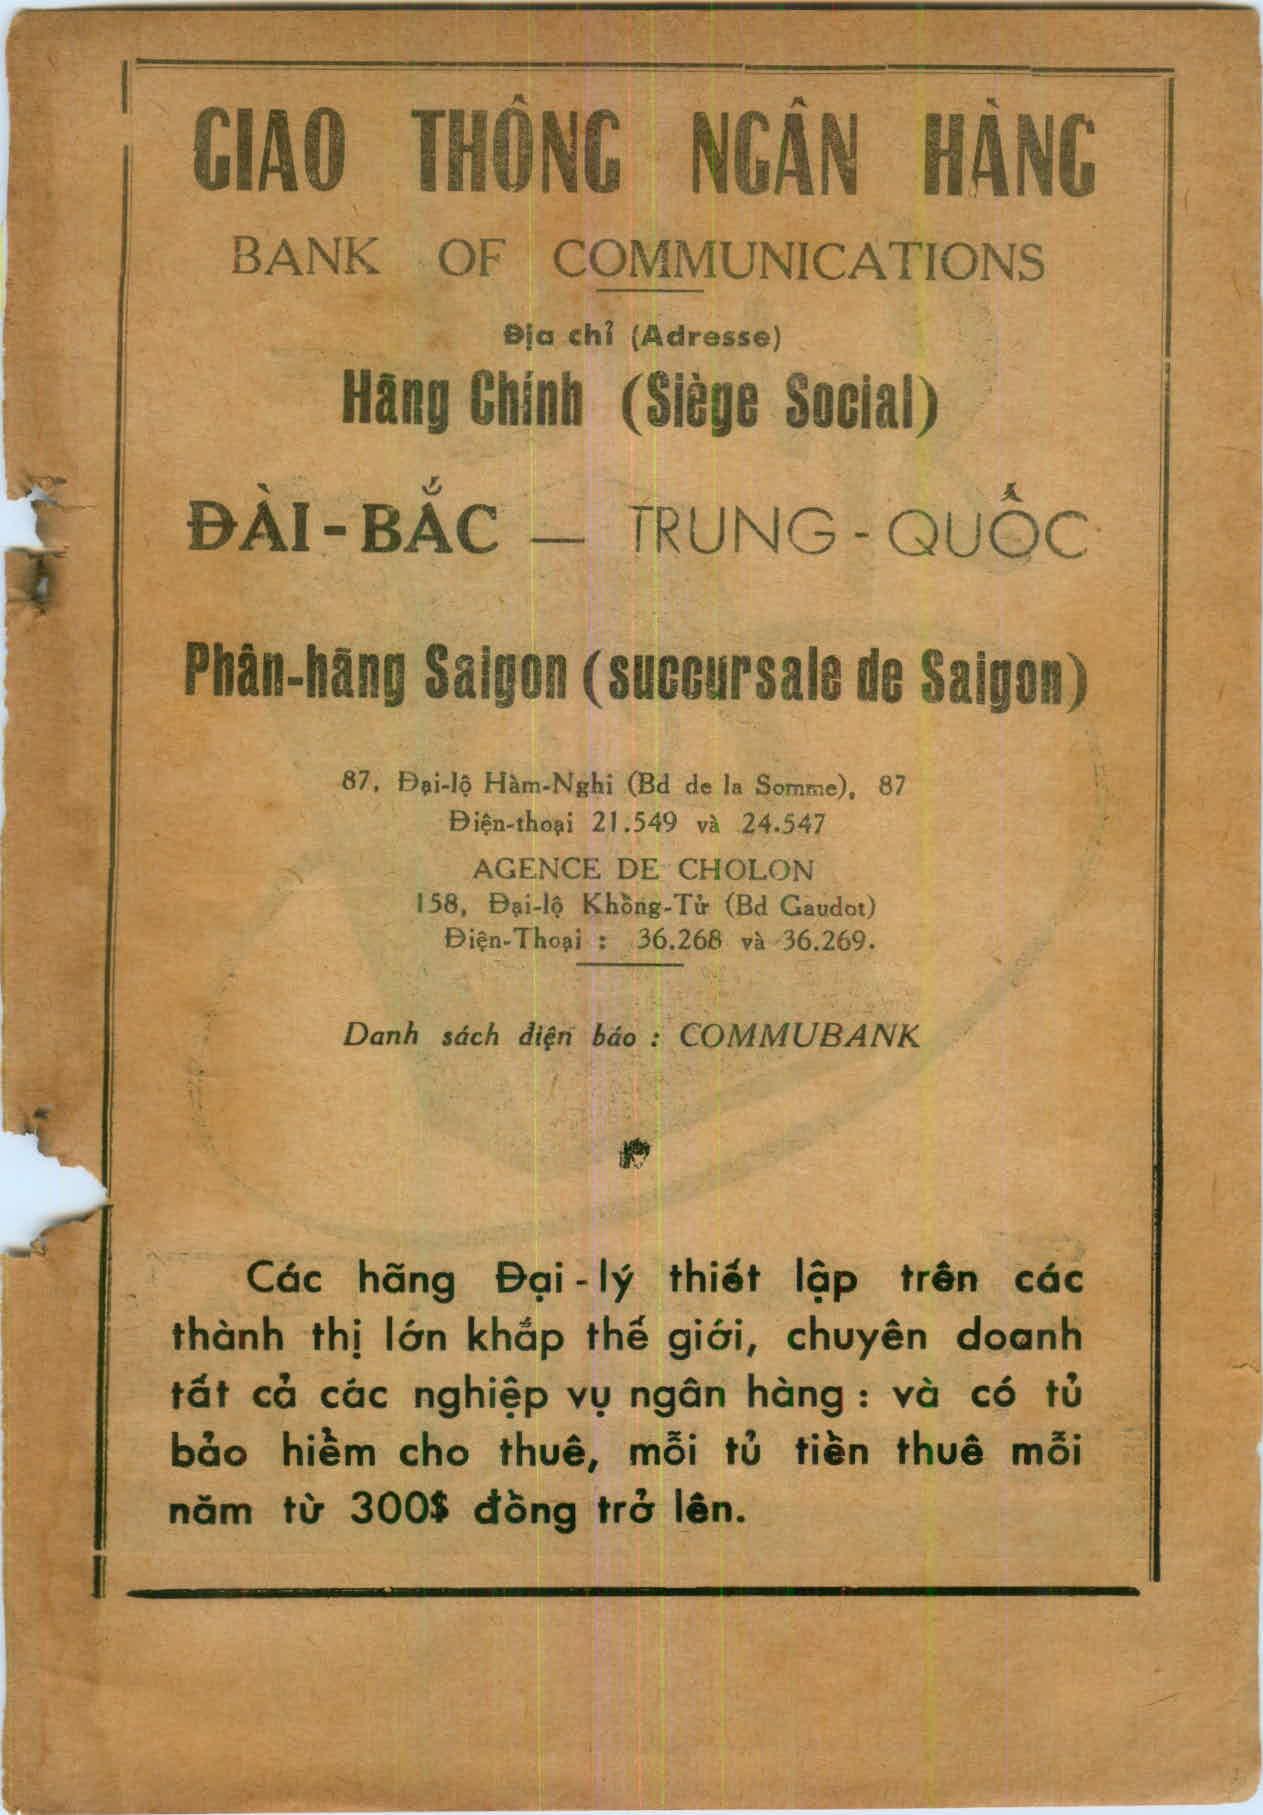 GIAO THÔNG NGÂN HÀNG
BANK OF COMMUNICATIONS
Địa chỉ (Adresse)
Hãng Chính (Siège Social)
ĐÀI-BẮC — TRUNG-QUỐC
Phân-hãng Saigon (succursale de Saigon)
87, Đại-lộ Hàm-Nghi (Bd de la Somme), 87
Điện-thoại 21.549 và 24.547
AGENCE DE CHOLON
158, Đại-lộ Khổng-Tử (Bd Gaudot)
Điện-Thoại : 36.268 và 36.269.
Danh sách điện báo : COMMUBANK
Các hãng Đại-lý thiết lập trên các
thành thị lớn khắp thế giới, chuyên doanh
tất cả các nghiệp vụ ngân hàng : và có tủ
bảo hiểm cho thuê, mỗi tủ tiền thuê mỗi
năm từ 300$ đồng trở lên.